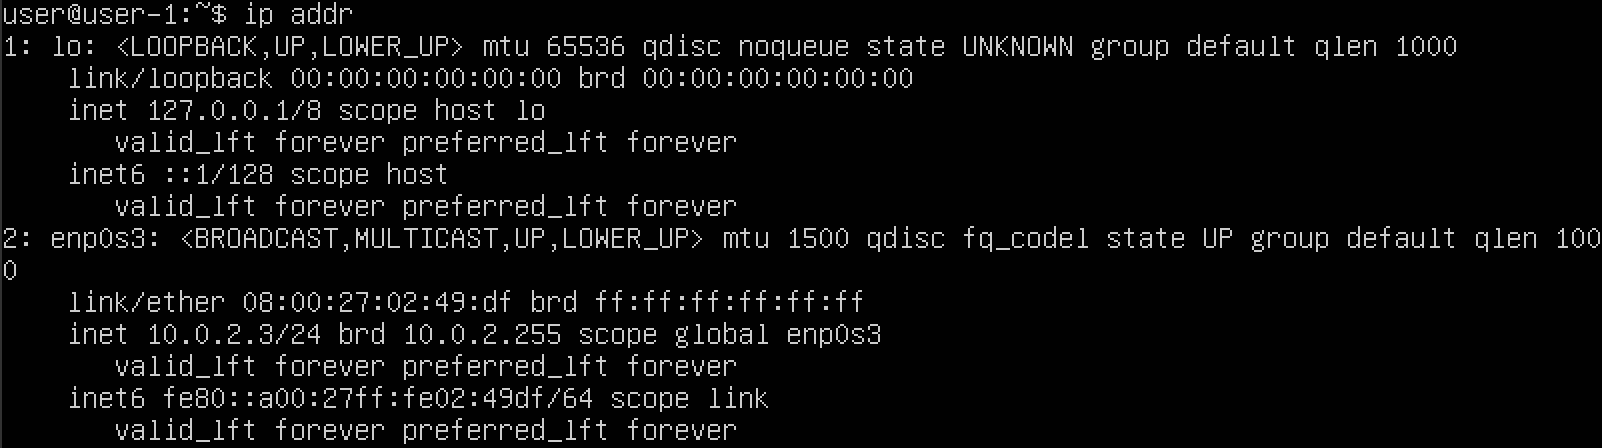 user@user-1:~$ ip addr
1: lo: <LOOPBACK,UP,LOWER_UP> mtu 65536 qdisc noqueue state UNKNOWN group default qlen 1000
    link/loopback 00:00:00:00:00:00 brd 00:00:00:00:00:00
    inet 127.0.0.1/8 scope host lo
       valid_lft forever preferred_lft forever
    inet6 ::1/128 scope host
       valid_lft forever preferred_lft forever
2: enp0s3: <BROADCAST,MULTICAST,UP,LOWER_UP> mtu 1500 qdisc fq_codel state UP group default qlen 100
0
    link/ether 08:00:27:02:49:df brd ff:ff:ff:ff:ff:ff
    inet 10.0.2.3/24 brd 10.0.2.255 scope global enp0s3
       valid_lft forever preferred_lft forever
    inet6 fe80::a00:27ff:fe02:49df/64 scope link
       valid_lft forever preferred_lft forever